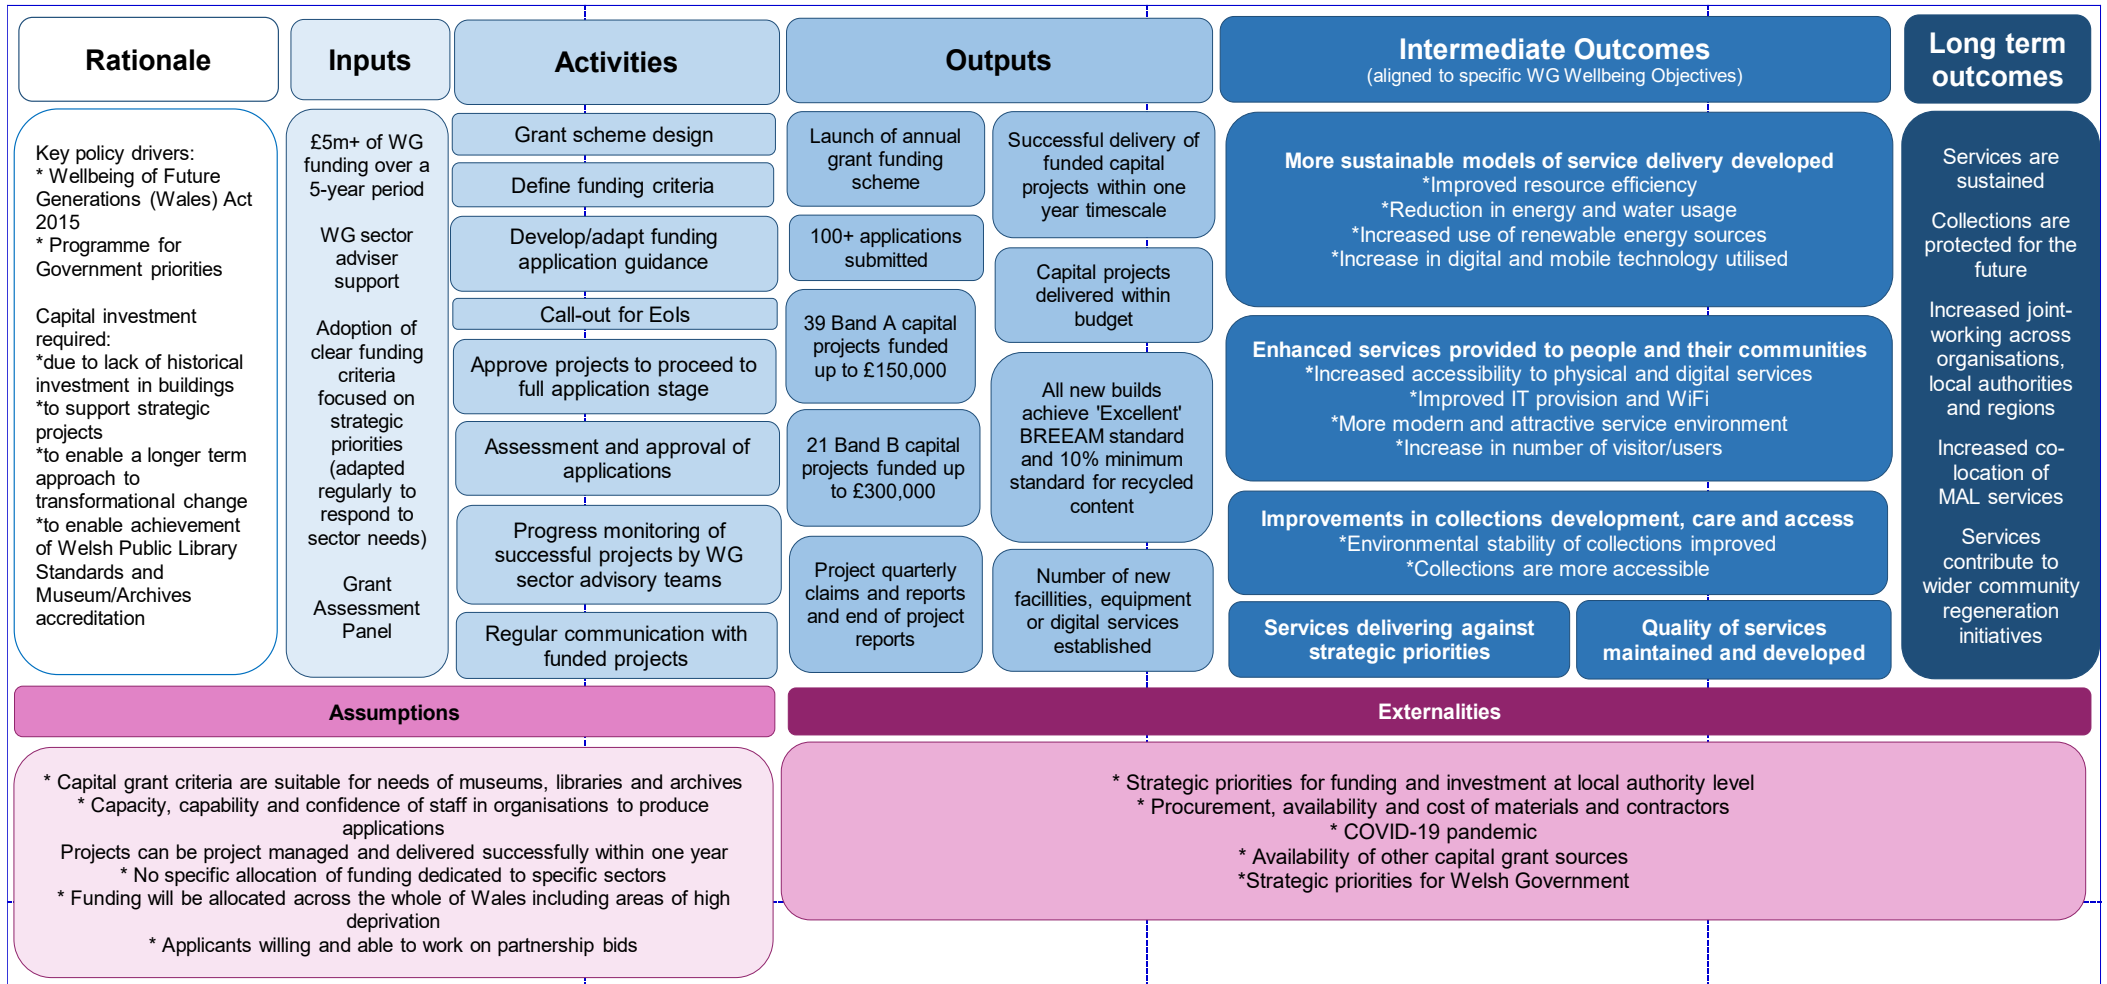 Rationale
Inputs
Activities
Outputs
Intermediate Outcomes
(aligned to specific WG Wellbeing Objectives)
Long term
outcomes
Key policy drivers:
* Wellbeing of Future
Generations (Wales) Act
2015
* Programme for
Government priorities
Capital investment
required:
*due to lack of historical
investment in buildings
*to support strategic
projects
*to enable a longer term
approach to
transformational change
*to enable achievement
of Welsh Public Library
Standards and
Museum/Archives
accreditation
£5m+ of WG
funding over a
5-year period
WG sector
adviser
support
Adoption of
clear funding
criteria
focused on
strategic
priorities
(adapted
regularly to
respond to
sector needs)
Grant
Assessment
Panel
Grant scheme design
Define funding criteria
Develop/adapt funding
application guidance
Call-out for EoIs
Approve projects to proceed to
full application stage
Assessment and approval of
applications
Progress monitoring of
successful projects by WG
sector advisory teams
Regular communication with
funded projects
Launch of annual
grant funding
scheme
100+ applications
submitted
39 Band A capital
projects funded
up to £150,000
21 Band B capital
projects funded up
to £300,000
Project quarterly
claims and reports
and end of project
reports
Successful delivery of
funded capital
projects within one
year timescale
Capital projects
delivered within
budget
All new builds
achieve 'Excellent'
BREEAM standard
and 10% minimum
standard for recycled
content
Number of new
facillities, equipment
or digital services
established
More sustainable models of service delivery developed
*Improved resource efficiency
*Reduction in energy and water usage
*Increased use of renewable energy sources
*Increase in digital and mobile technology utilised
Enhanced services provided to people and their communities
*Increased accessibility to physical and digital services
*Improved IT provision and WiFi
*More modern and attractive service environment
*Increase in number of visitor/users
Improvements in collections development, care and access
*Environmental stability of collections improved
*Collections are more accessible
Services delivering against
strategic priorities
Quality of services
maintained and developed
Services are
sustained
Collections are
protected for the
future
Increased joint-
working across
organisations,
local authorities
and regions
Increased co-
location of
MAL services
Services
contribute to
wider community
regeneration
initiatives
Assumptions
* Capital grant criteria are suitable for needs of museums, libraries and archives
* Capacity, capability and confidence of staff in organisations to produce
applications
Projects can be project managed and delivered successfully within one year
* No specific allocation of funding dedicated to specific sectors
* Funding will be allocated across the whole of Wales including areas of high
deprivation
* Applicants willing and able to work on partnership bids
Externalities
* Strategic priorities for funding and investment at local authority level
* Procurement, availability and cost of materials and contractors
* COVID-19 pandemic
* Availability of other capital grant sources
*Strategic priorities for Welsh Government